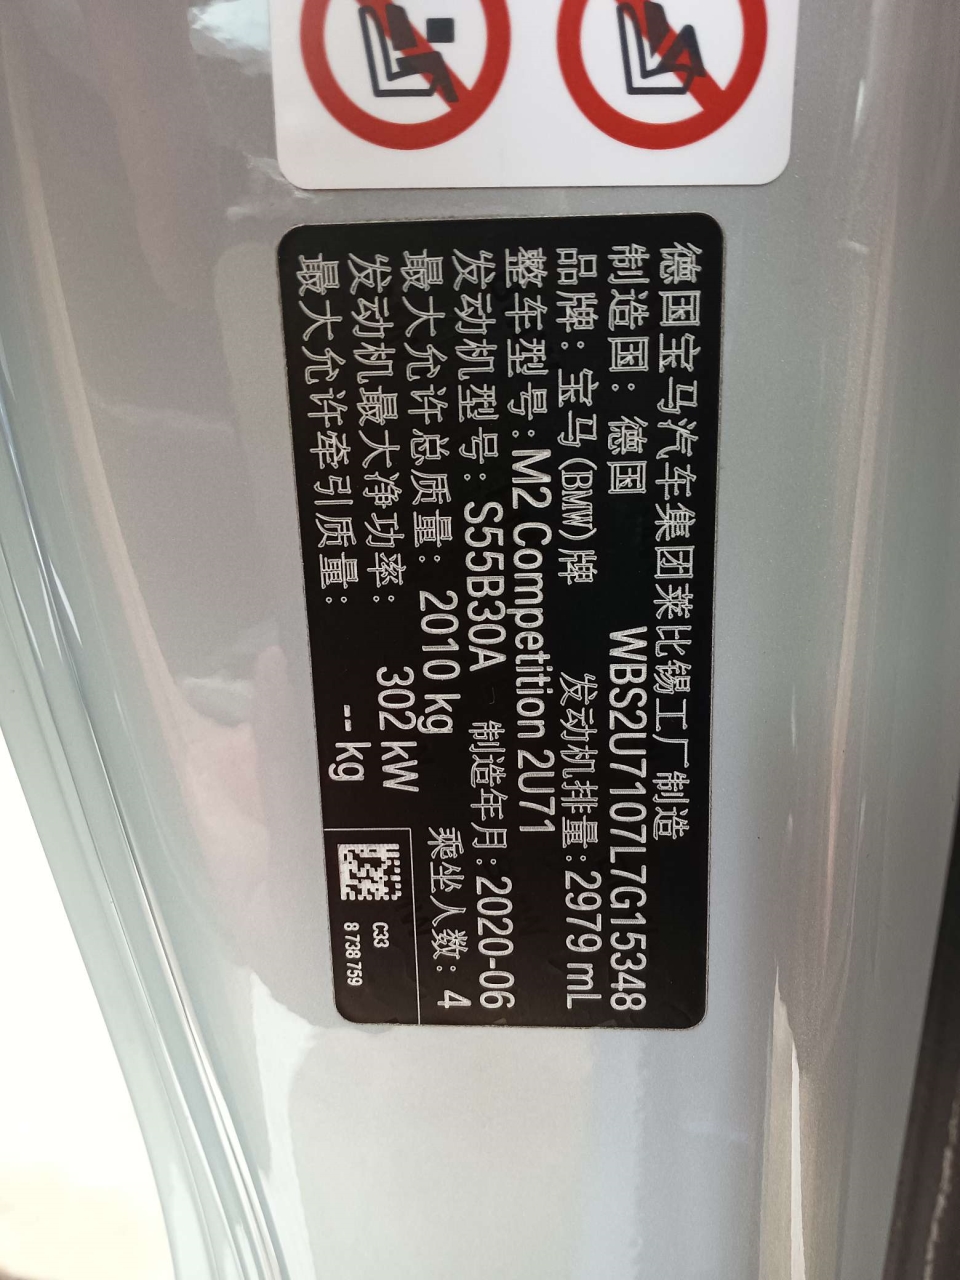 德国宝马汽车集团莱比锡工厂制造
制造国：德国 WBS2U7107L7G15348
品牌：宝马(BMW)牌 发动机排量：2979 mL
整车型号：M2 Competition 2U71
发动机型号：S55B30A 制造年月：2020-06
最大允许总质量：2010 kg 乘坐人数：4
发动机最大净功率：302 kW
最大允许牵引质量：-- kg
C33
8 738 759